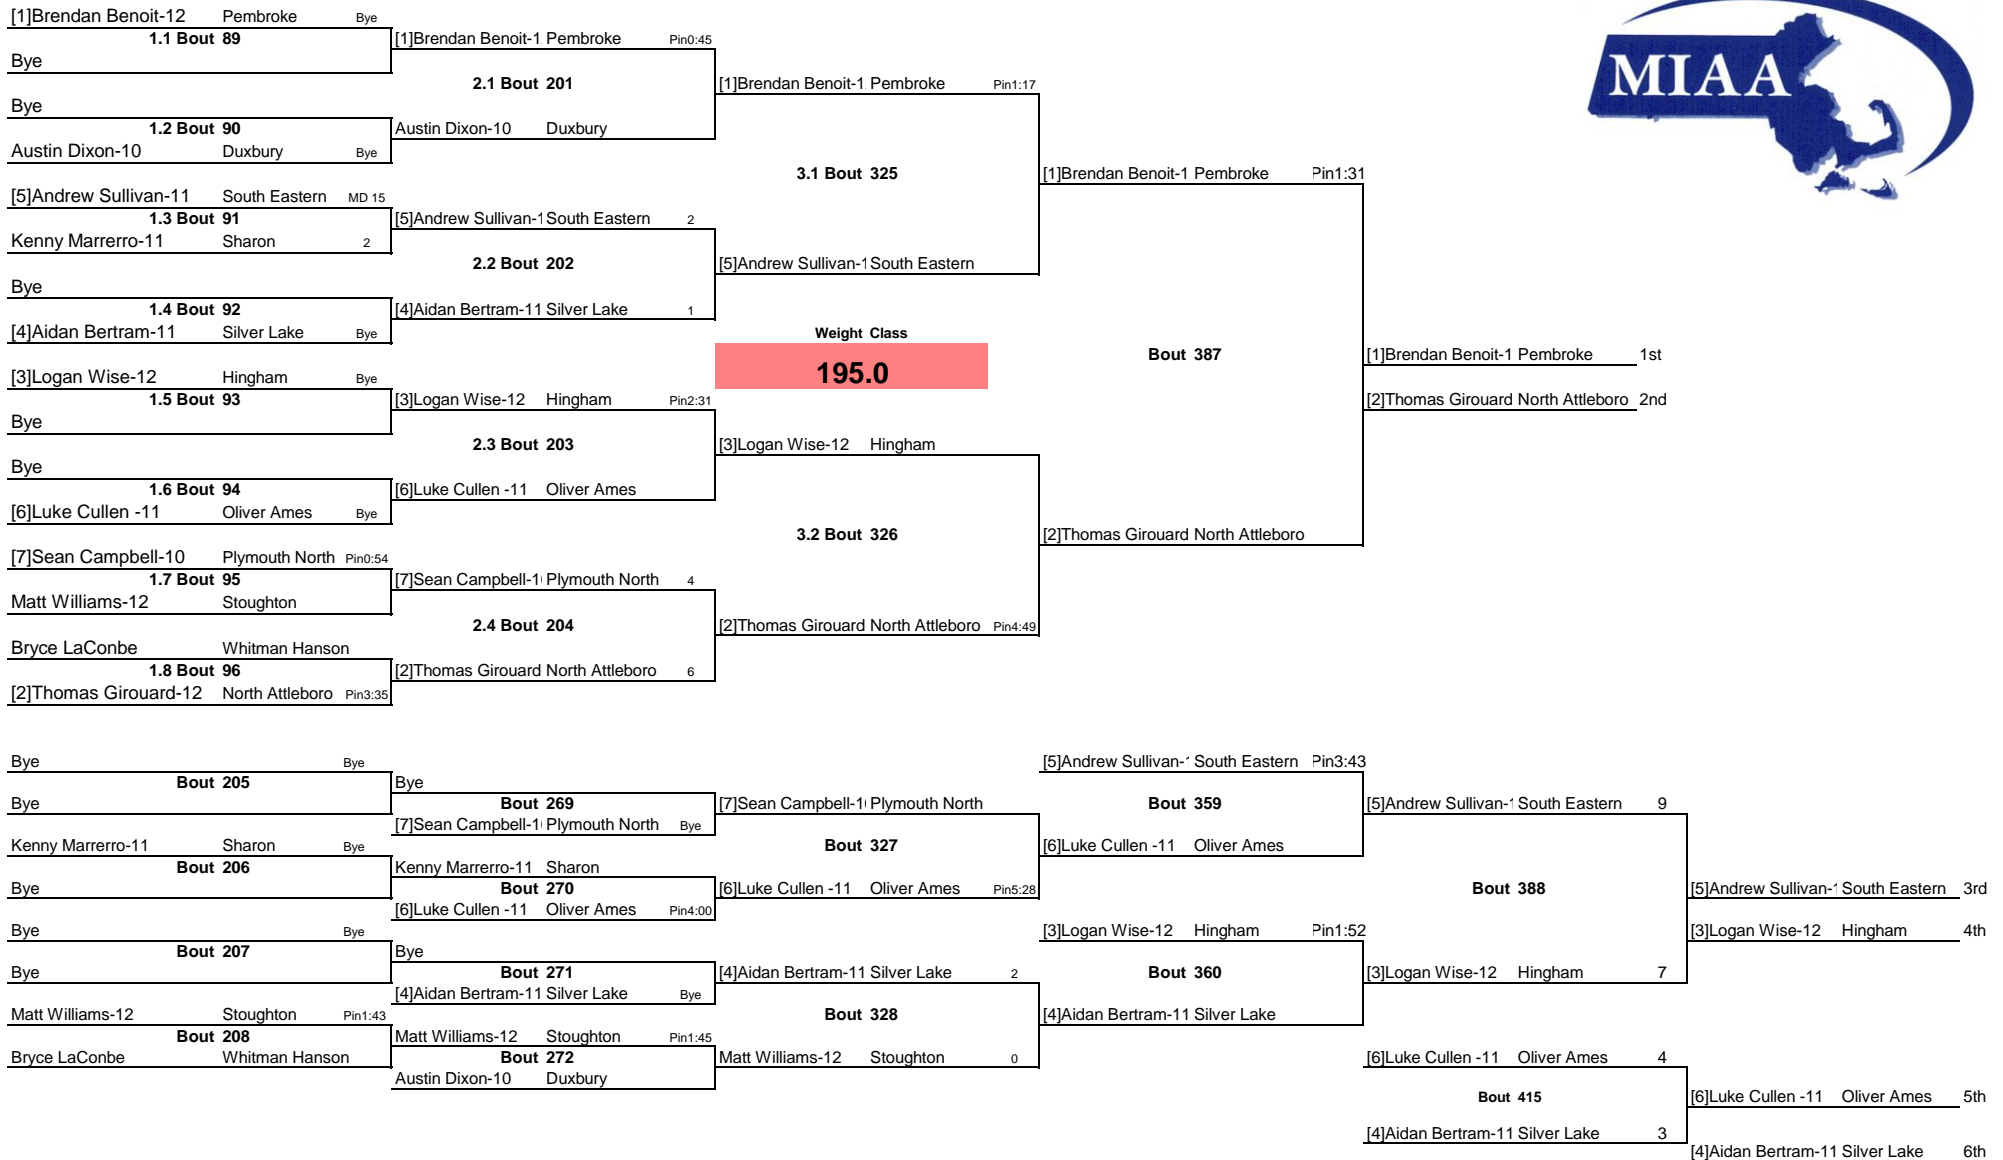 [1]Brendan Benoit-12 Pembroke Bye
1.1 Bout 89
Bye
Bye
1.2 Bout 90
Austin Dixon-10 Duxbury Bye
[5]Andrew Sullivan-11 South Eastern MD 15
1.3 Bout 91
Kenny Marrerro-11 Sharon 2
Bye
1.4 Bout 92
[4]Aidan Bertram-11 Silver Lake Bye
[3]Logan Wise-12 Hingham Bye
1.5 Bout 93
Bye
Bye
1.6 Bout 94
[6]Luke Cullen -11 Oliver Ames Bye
[7]Sean Campbell-10 Plymouth North Pin0:54
1.7 Bout 95
Matt Williams-12 Stoughton
Bryce LaConbe Whitman Hanson
1.8 Bout 96
[2]Thomas Girouard-12 North Attleboro Pin3:35
[1]Brendan Benoit-1 Pembroke Pin0:45
2.1 Bout 201
Austin Dixon-10 Duxbury
[5]Andrew Sullivan-1 South Eastern 2
2.2 Bout 202
[4]Aidan Bertram-11 Silver Lake 1
[3]Logan Wise-12 Hingham Pin2:31
2.3 Bout 203
[6]Luke Cullen -11 Oliver Ames
[7]Sean Campbell-1 Plymouth North 4
2.4 Bout 204
[2]Thomas Girouard North Attleboro 6
[1]Brendan Benoit-1 Pembroke Pin1:17
3.1 Bout 325
[5]Andrew Sullivan-1 South Eastern
Weight Class
195.0
[3]Logan Wise-12 Hingham
3.2 Bout 326
[2]Thomas Girouard North Attleboro Pin4:49
[1]Brendan Benoit-1 Pembroke Pin1:31
Bout 387
[2]Thomas Girouard North Attleboro
[1]Brendan Benoit-1 Pembroke 1st
[2]Thomas Girouard North Attleboro 2nd
MIAA
Bye Bye
Bout 205
Bye
Kenny Marrerro-11 Sharon Bye
Bout 206
Bye
Bye Bye
Bout 207
Bye
Matt Williams-12 Stoughton Pin1:43
Bout 208
Bryce LaConbe Whitman Hanson
Bye
Bout 269
[7]Sean Campbell-1 Plymouth North Bye
Kenny Marrerro-11 Sharon
Bout 270
[6]Luke Cullen -11 Oliver Ames Pin4:00
Bye
Bout 271
[4]Aidan Bertram-11 Silver Lake Bye
Matt Williams-12 Stoughton Pin1:45
Bout 272
Austin Dixon-10 Duxbury
[7]Sean Campbell-1 Plymouth North
Bout 327
[6]Luke Cullen -11 Oliver Ames Pin5:28
[4]Aidan Bertram-11 Silver Lake 2
Bout 328
Matt Williams-12 Stoughton 0
[5]Andrew Sullivan-1 South Eastern Pin3:43
Bout 359
[6]Luke Cullen -11 Oliver Ames
[3]Logan Wise-12 Hingham Pin1:52
Bout 360
[4]Aidan Bertram-11 Silver Lake
[5]Andrew Sullivan-1 South Eastern 9
Bout 388
[3]Logan Wise-12 Hingham 7
[5]Andrew Sullivan-1 South Eastern 3rd
[3]Logan Wise-12 Hingham 4th
[6]Luke Cullen -11 Oliver Ames 4
Bout 415
[4]Aidan Bertram-11 Silver Lake 3
[6]Luke Cullen -11 Oliver Ames 5th
[4]Aidan Bertram-11 Silver Lake 6th